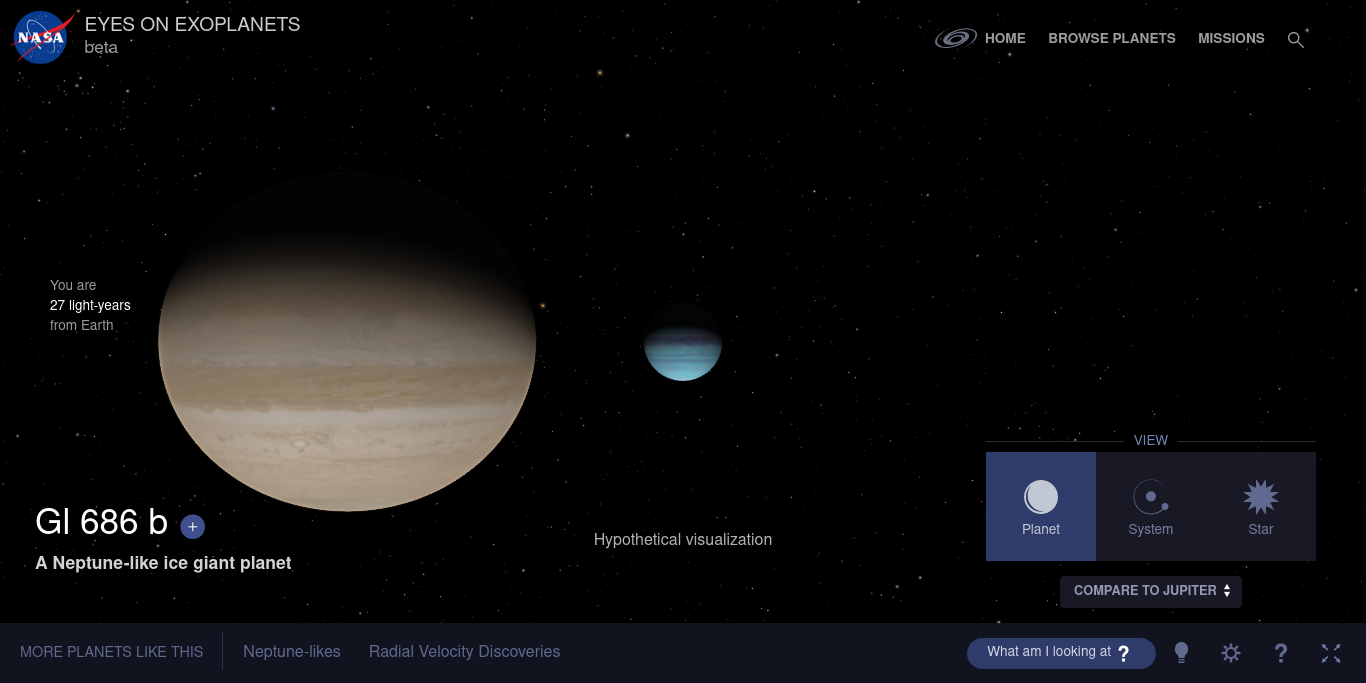 NASA
EYES ON EXOPLANETS
beta
HOME
BROWSE PLANETS
MISSIONS
You are
27 light-years
from Earth
Gl 686 b +
A Neptune-like ice giant planet
Hypothetical visualization
VIEW
Planet
System
Star
COMPARE TO JUPITER
MORE PLANETS LIKE THIS
Neptune-likes
Radial Velocity Discoveries
What am I looking at ?
?